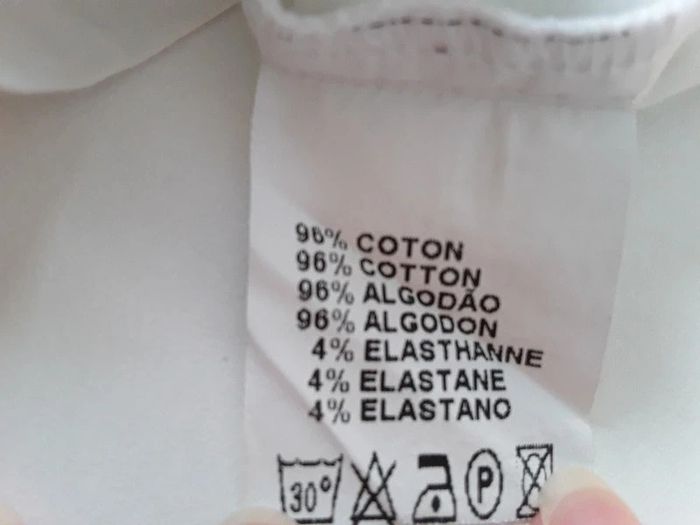 96% COTON
96% COTTON
96% ALGODÃO
96% ALGODON
4% ELASTHANNE
4% ELASTANE
4% ELASTANO
30° P